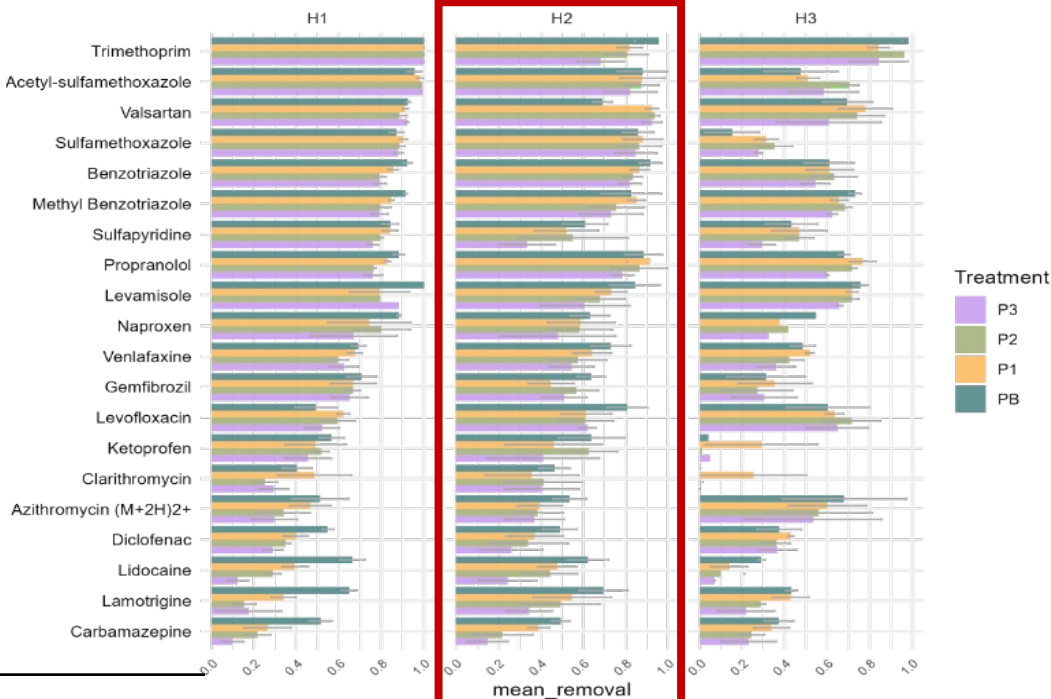 H1 H2 H3
Trimethoprim
Acetyl-sulfamethoxazole
Valsartan
Sulfamethoxazole
Benzotriazole
Methyl Benzotriazole
Sulfapyridine
Propranolol
Levamisole
Naproxen
Venlafaxine
Gemfibrozil
Levofloxacin
Ketoprofen
Clarithromycin
Azithromycin (M+2H)2+
Diclofenac
Lidocaine
Lamotrigine
Carbamazepine
0.0 0.2 0.4 0.6 0.8 1.0 0.0 0.2 0.4 0.6 0.8 1.0 0.0 0.2 0.4 0.6 0.8 1.0
mean_removal
Treatment
P3
P2
P1
PB